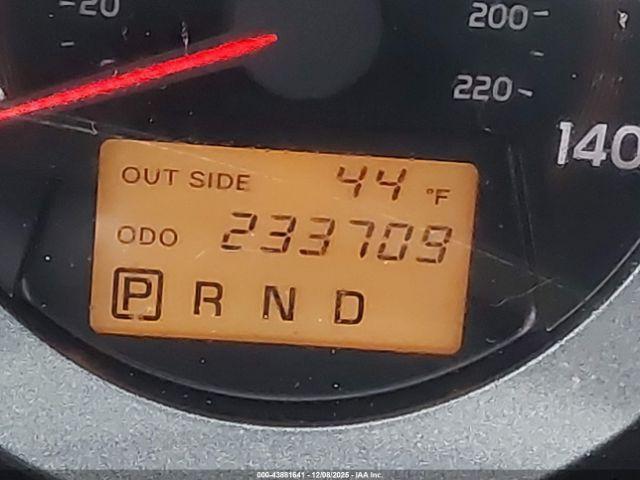 20
200
220
140
OUT SIDE 44 °F
ODO 233709
P R N D
000-43881641 - 12/08/2025 - IAA Inc.